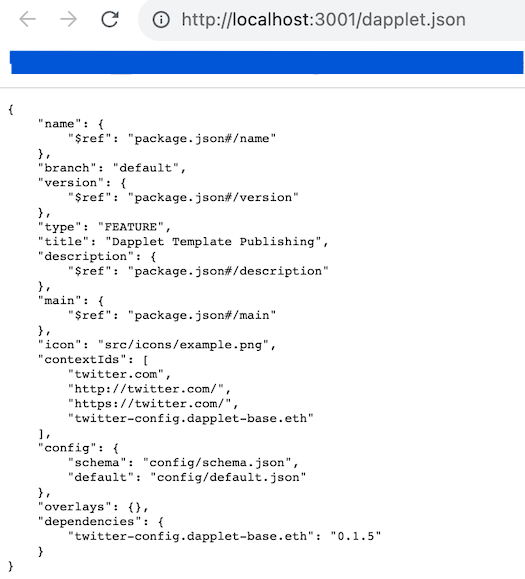 http://localhost:3001/dapplet.json
{
    "name": {
        "$ref": "package.json#/name"
    },
    "branch": "default",
    "version": {
        "$ref": "package.json#/version"
    },
    "type": "FEATURE",
    "title": "Dapplet Template Publishing",
    "description": {
        "$ref": "package.json#/description"
    },
    "main": {
        "$ref": "package.json#/main"
    },
    "icon": "src/icons/example.png",
    "contextIds": [
        "twitter.com",
        "http://twitter.com/",
        "https://twitter.com/",
        "twitter-config.dapplet-base.eth"
    ],
    "config": {
        "schema": "config/schema.json",
        "default": "config/default.json"
    },
    "overlays": {},
    "dependencies": {
        "twitter-config.dapplet-base.eth": "0.1.5"
    }
}